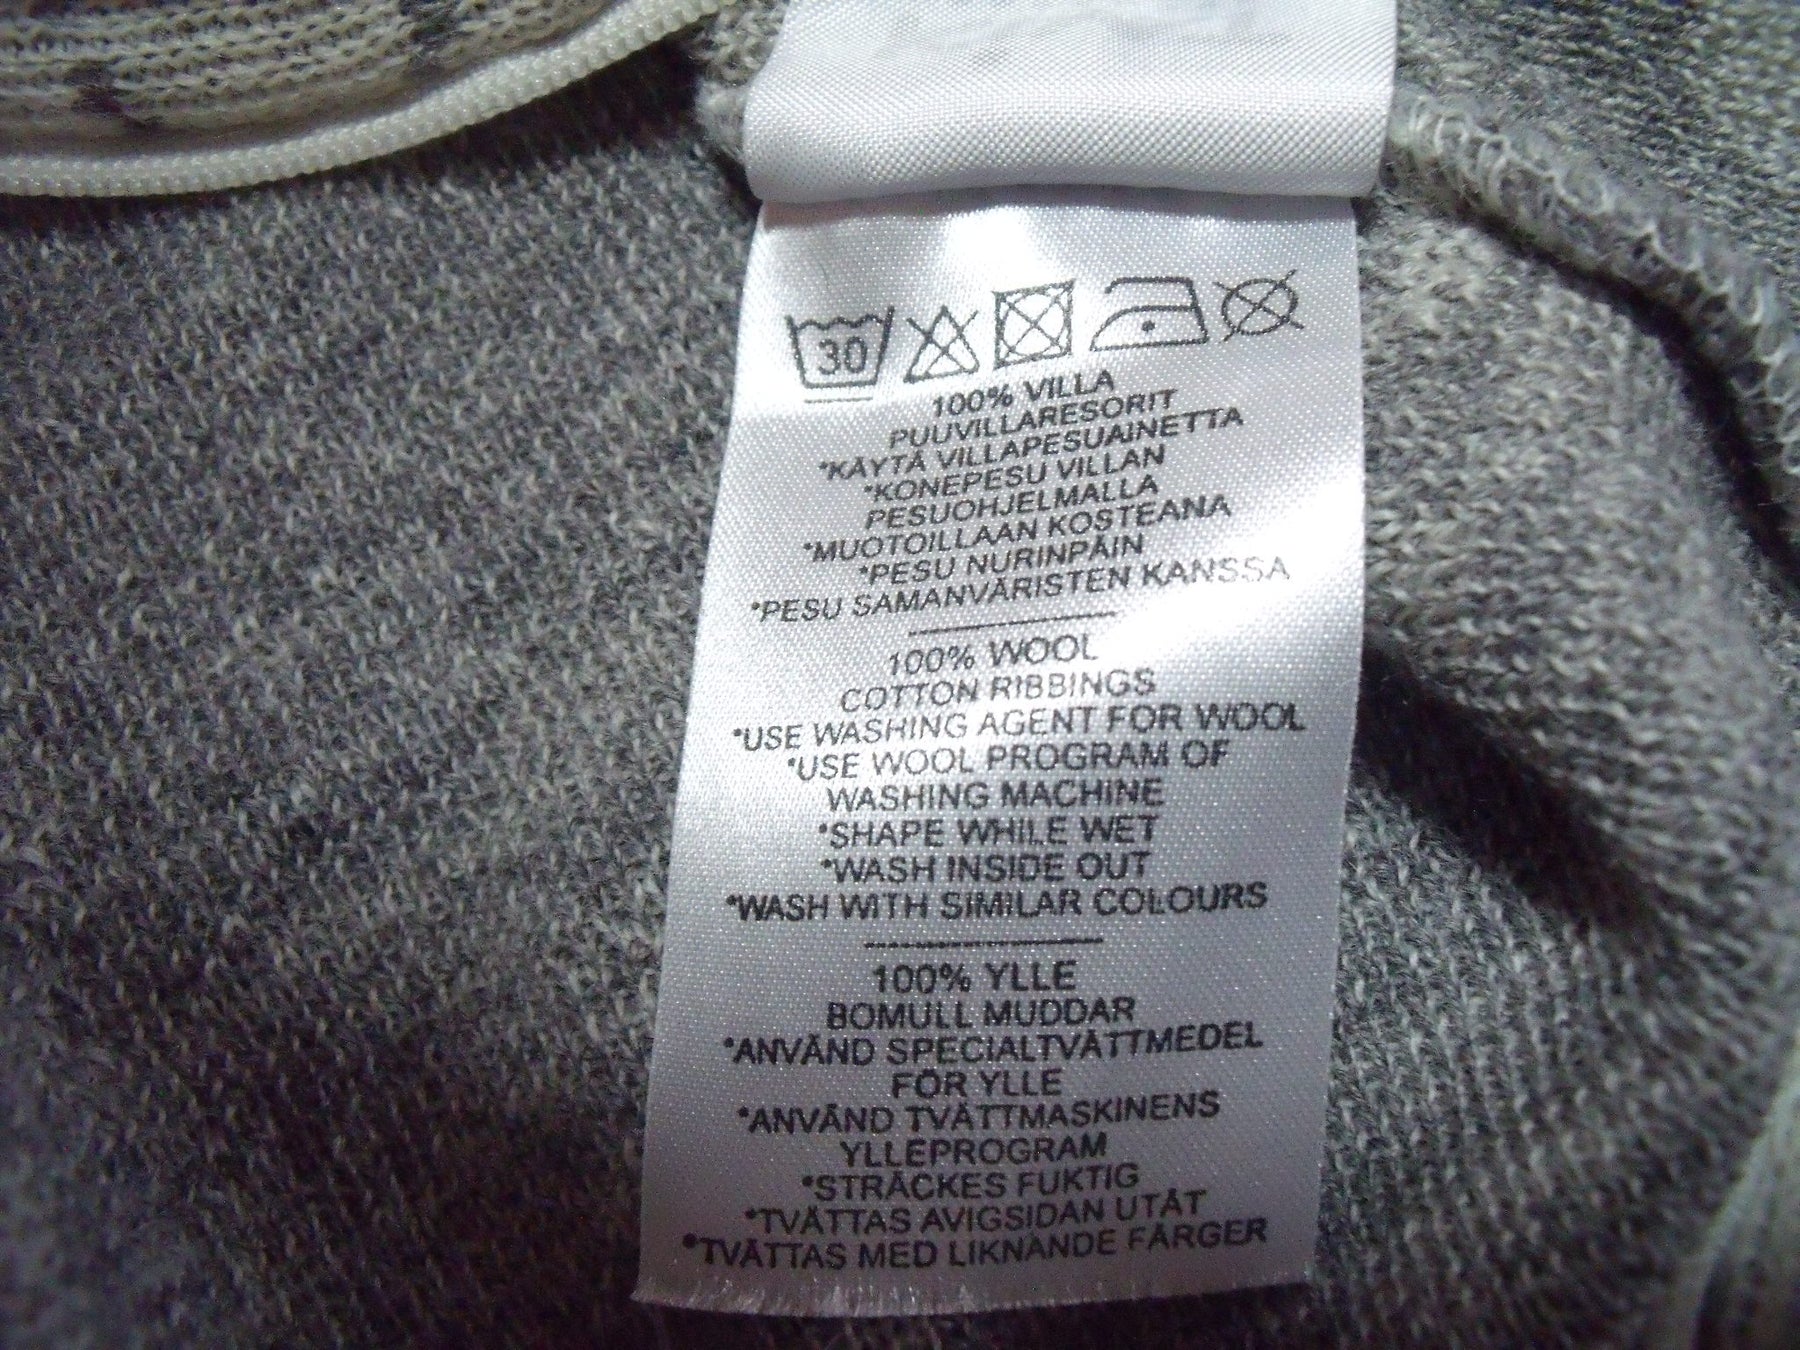 30
100% VILLA
PUUVILLARESORIT
*KÄYTÄ VILLAPESUAINETTA
*KONEPESU VILLAN
PESUOHJELMALLA
*MUOTOILLAAN KOSTEANA
*PESU NURINPÄIN
*PESU SAMANVÄRISTEN KANSSA
100% WOOL
COTTON RIBBINGS
*USE WASHING AGENT FOR WOOL
*USE WOOL PROGRAM OF
WASHING MACHINE
*SHAPE WHILE WET
*WASH INSIDE OUT
*WASH WITH SIMILAR COLOURS
100% YLLE
BOMULL MUDDAR
*ANVÄND SPECIALTVÄTTMEDEL
FÖR YLLE
*ANVÄND TVÄTTMASKINENS
YLLEPROGRAM
*STRÄCKES FUKTIG
*TVÄTTAS AVIGSIDAN UTÅT
*TVÄTTAS MED LIKNANDE FÄRGER